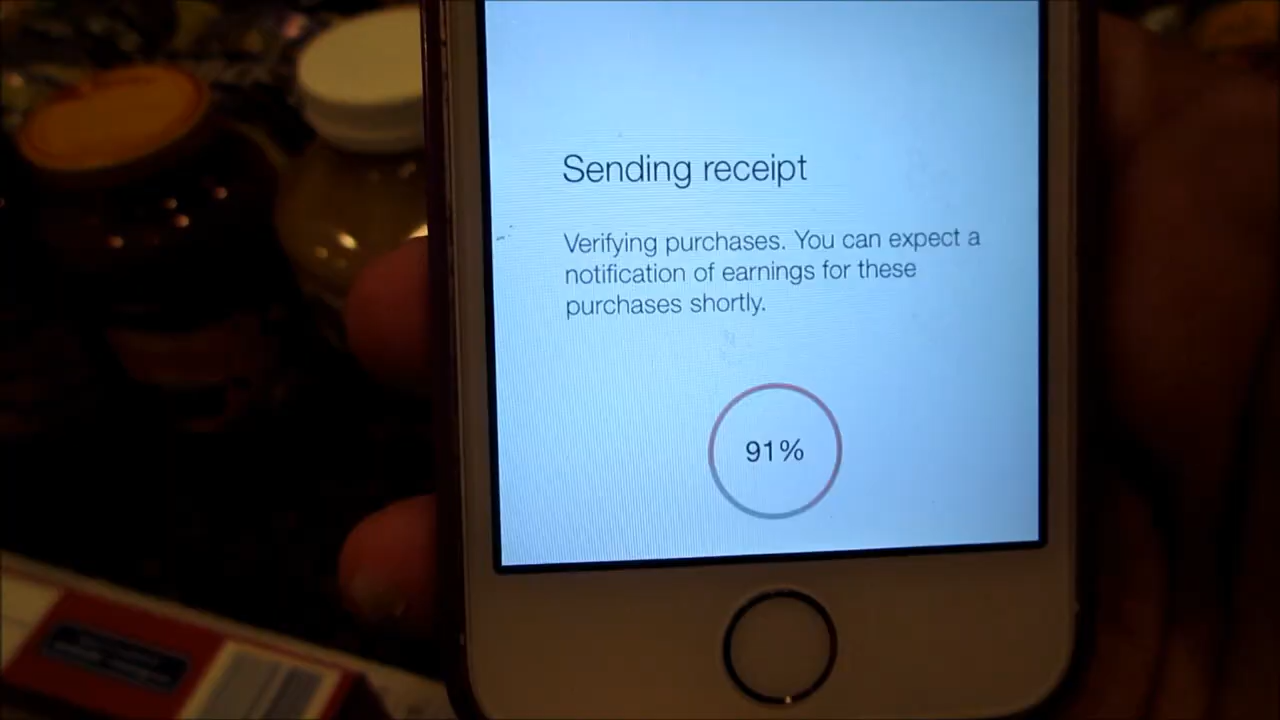 Sending receipt
Verifying purchases. You can expect a
notification of earnings for these
purchases shortly.
91%